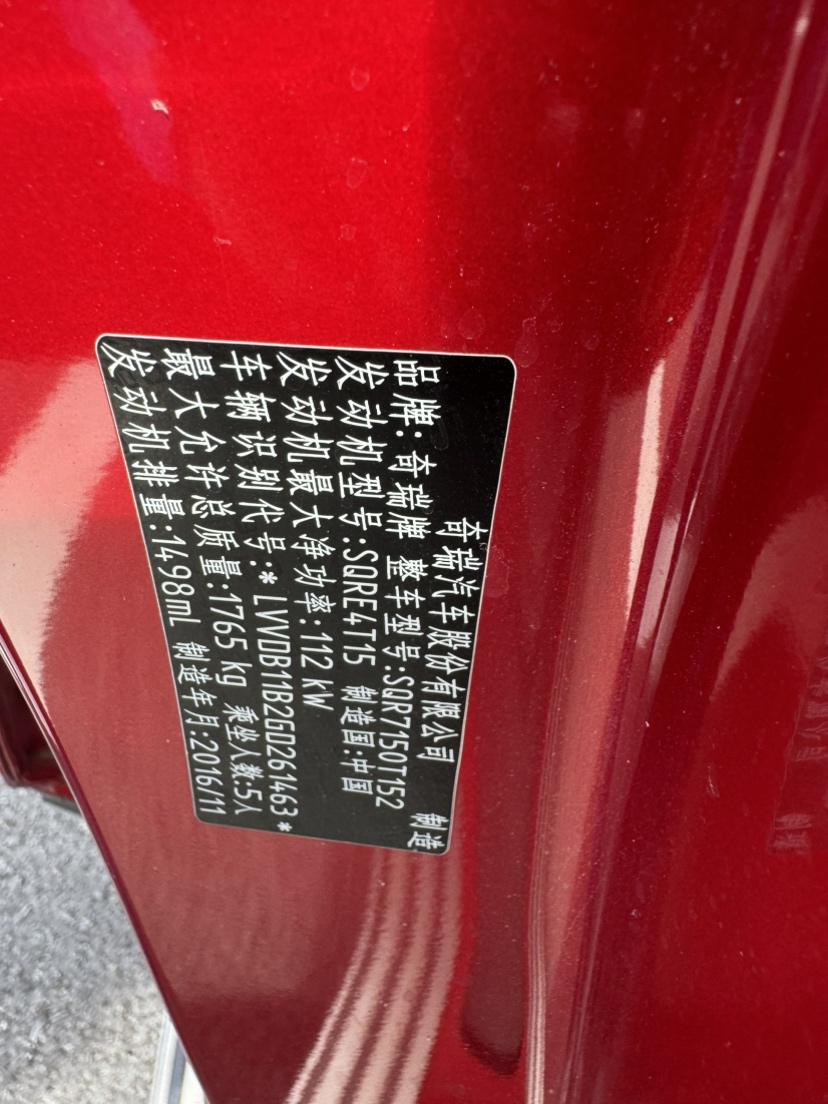 奇瑞汽车股份有限公司 制造
品牌:奇瑞牌 整车型号:SQR7150T152
发动机型号:SQRE4T15 制造国:中国
发动机最大净功率:112 kW
车辆识别代号:*LVVDB11B2GD261463*
最大允许总质量:1765 kg 乘坐人数:5人
发动机排量:1498ml 制造年月:2016/11